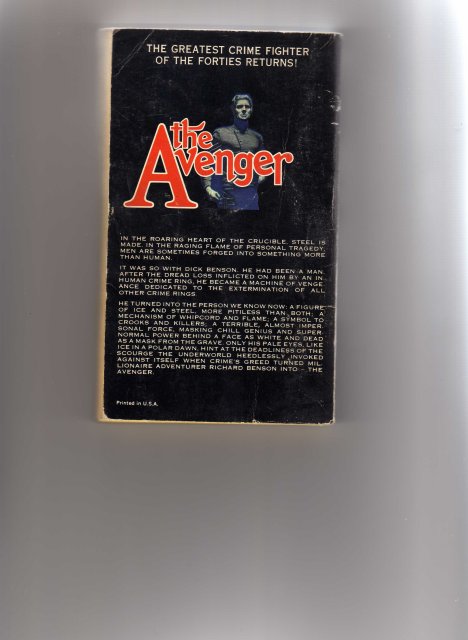 THE GREATEST CRIME FIGHTER
OF THE FORTIES RETURNS!
the
Avenger
IN THE ROARING HEART OF THE CRUCIBLE, STEEL IS
MADE. IN THE RAGING FLAME OF PERSONAL TRAGEDY,
MEN ARE SOMETIMES FORGED INTO SOMETHING MORE
THAN HUMAN.
IT WAS SO WITH DICK BENSON. HE HAD BEEN A MAN.
AFTER THE DREAD LOSS INFLICTED ON HIM BY AN IN-
HUMAN CRIME RING, HE BECAME A MACHINE OF VENGE-
ANCE DEDICATED TO THE EXTERMINATION OF ALL
OTHER CRIME RINGS.
HE TURNED INTO THE PERSON WE KNOW NOW: A FIGURE
OF ICE AND STEEL, MORE PITILESS THAN BOTH; A
MECHANISM OF WHIPCORD AND FLAME; A SYMBOL TO
CROOKS AND KILLERS; A TERRIBLE, ALMOST IMPER-
SONAL FORCE, MASKING CHILL GENIUS AND SUPER-
NORMAL POWER BEHIND A FACE AS WHITE AND DEAD
AS A MASK FROM THE GRAVE. ONLY HIS PALE EYES, LIKE
ICE IN A POLAR DAWN, HINT AT THE DEADLINESS OF THE
SCOURGE THE UNDERWORLD HEEDLESSLY INVOKED
AGAINST ITSELF WHEN CRIME'S GREED TURNED MIL-
LIONAIRE ADVENTURER RICHARD BENSON INTO — THE
AVENGER.
Printed in U.S.A.